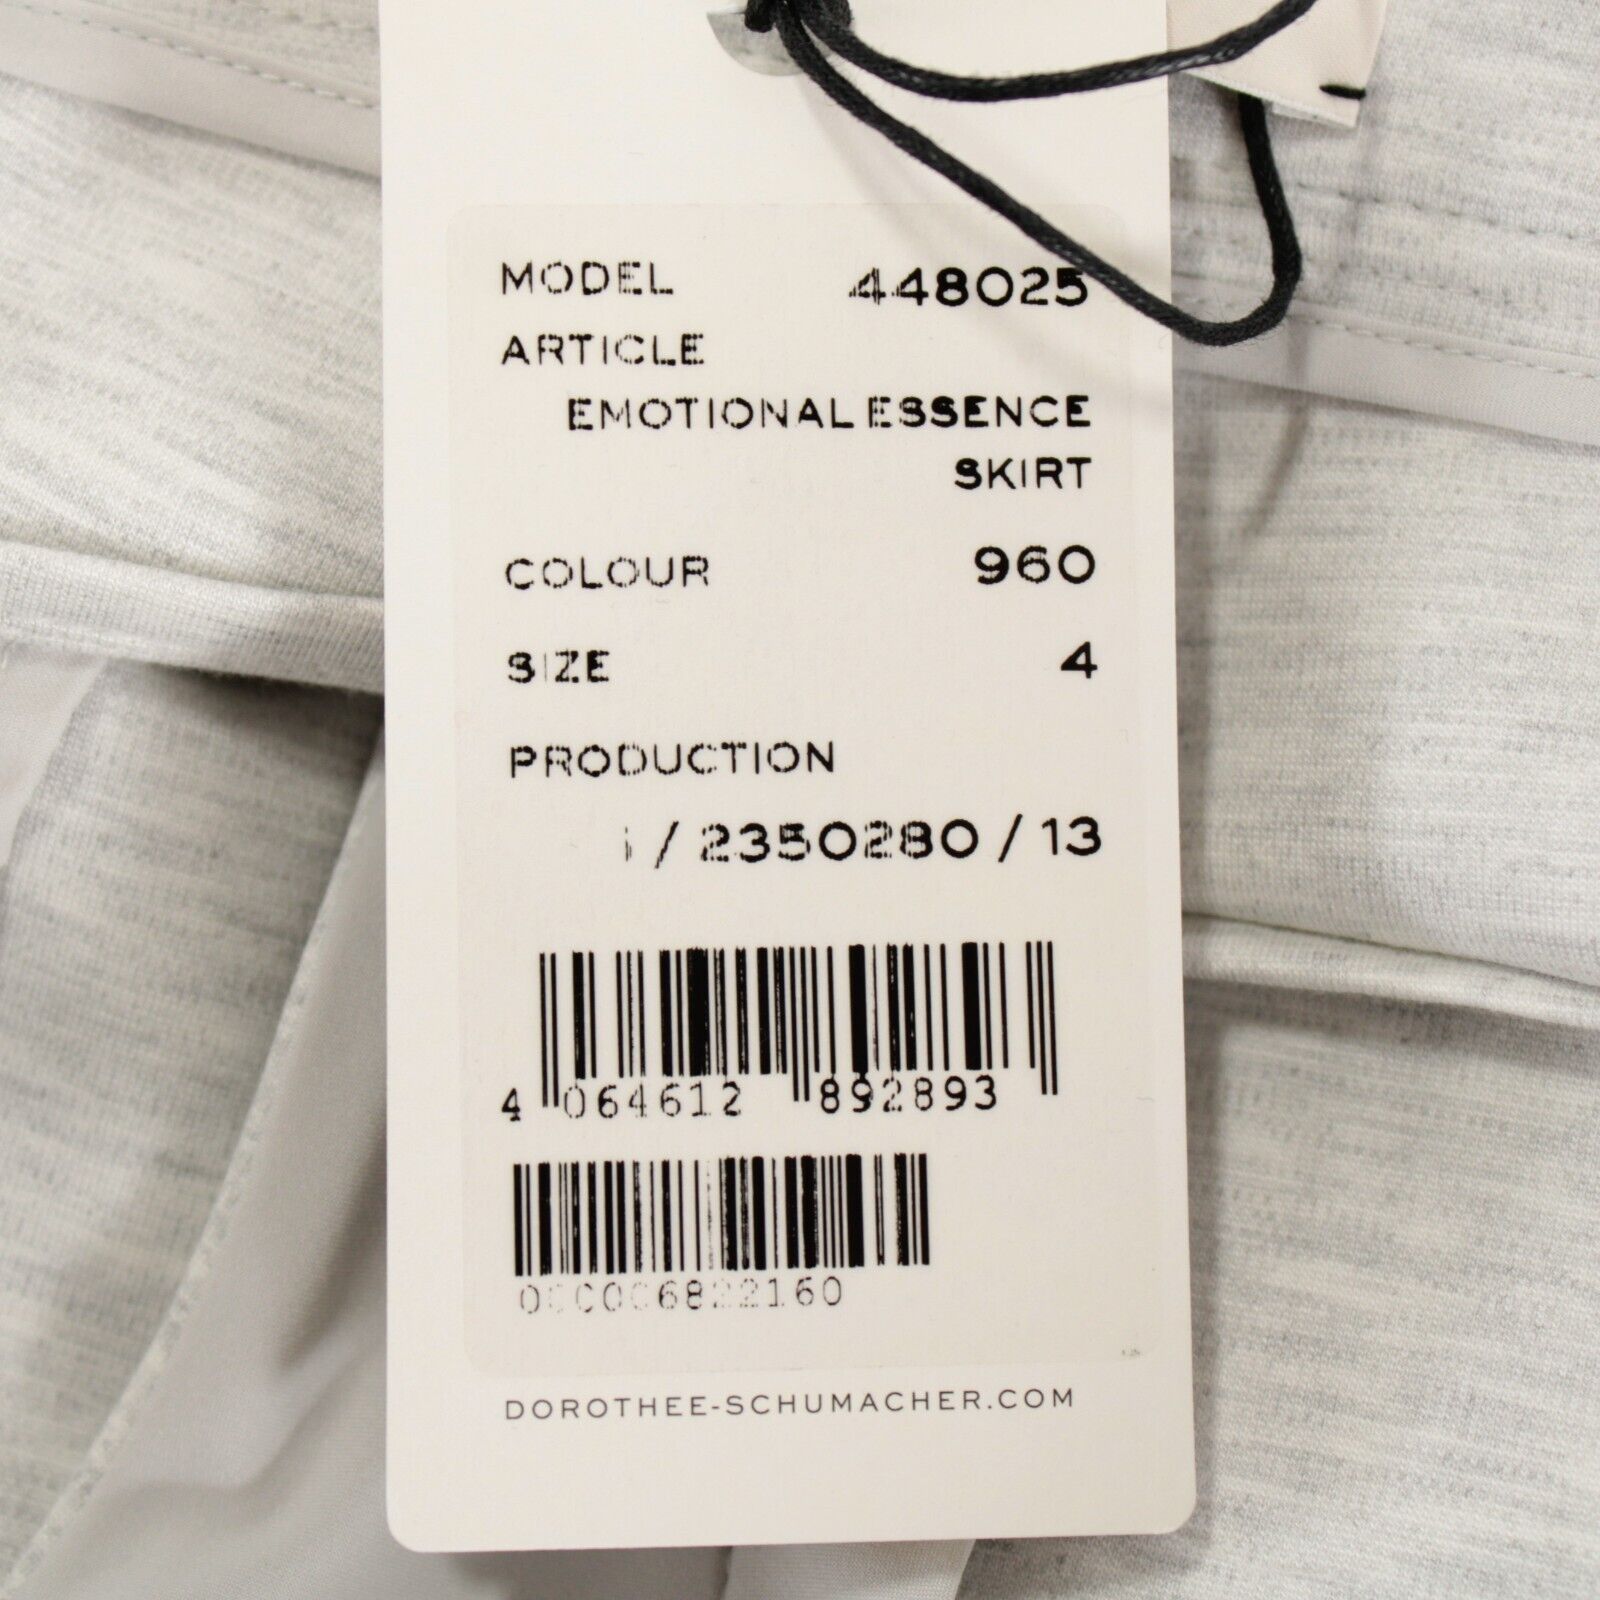 MODEL 448025
ARTICLE
EMOTIONAL ESSENCE
SKIRT
COLOUR 960
SIZE 4
PRODUCTION
/ 2350280 / 13
4 064612 892893
000006822160
DOROTHEE-SCHUMACHER.COM